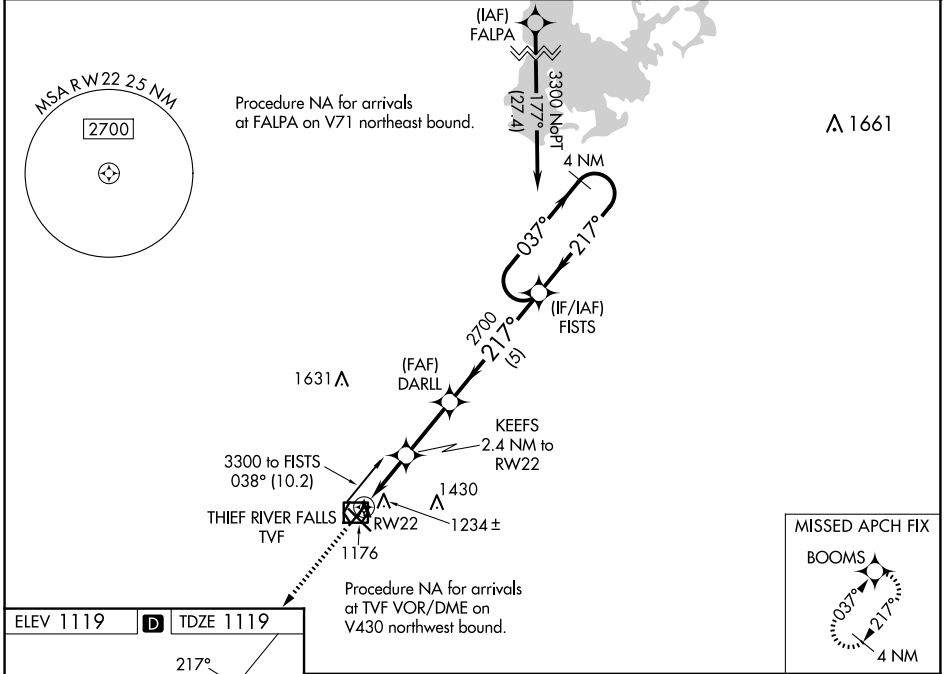 (IAF)
FALPA
MSA RW22 25 NM
2700
Procedure NA for arrivals
at FALPA on V71 northeast bound.
3300 NoPT
177°
(27.4)
1661
4 NM
037°
217°
(IF/IAF)
FISTS
2700
217°
(5)
(FAF)
DARLL
1631
KEEFS
2.4 NM to
RW22
3300 to FISTS
038° (10.2)
1430
THIEF RIVER FALLS
TVF
RW22
1234 ±
1176
Procedure NA for arrivals
at TVF VOR/DME on
V430 northwest bound.
MISSED APCH FIX
BOOMS
037°
217°
4 NM
ELEV 1119 D TDZE 1119
217°